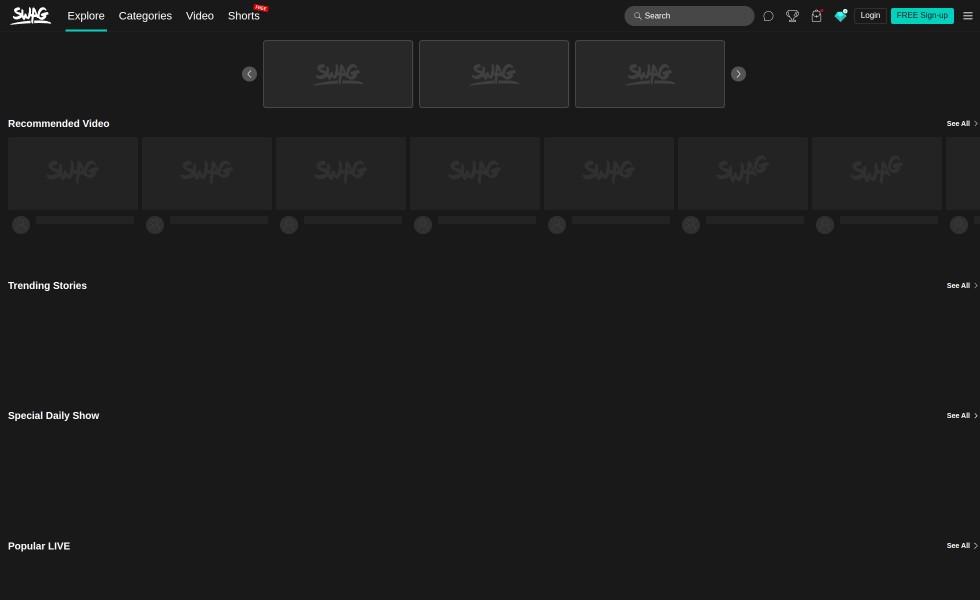 SWAG
Explore
Categories
Video
Shorts
FREE
Search
Login
FREE Sign-up
SWAG
SWAG
SWAG
Recommended Video
See All
SWAG
SWAG
SWAG
SWAG
SWAG
SWAG
SWAG
Trending Stories
See All
Special Daily Show
See All
Popular LIVE
See All